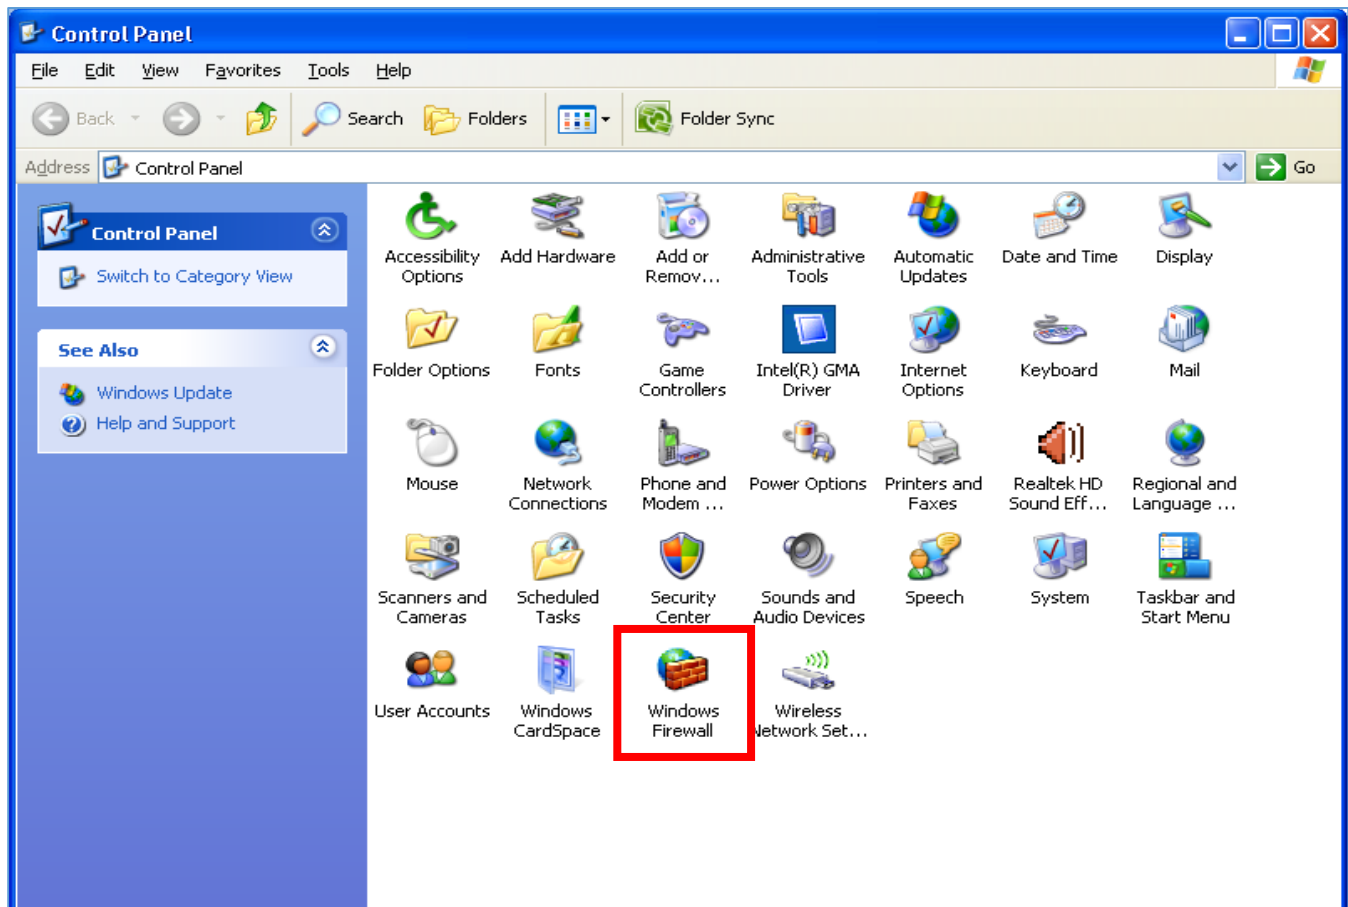 Control Panel
File Edit View Favorites Tools Help
Back Search Folders Folder Sync
Address Control Panel Go
Control Panel
Switch to Category View
See Also
Windows Update
Help and Support
Accessibility Options
Add Hardware
Add or Remov...
Administrative Tools
Automatic Updates
Date and Time
Display
Folder Options
Fonts
Game Controllers
Intel(R) GMA Driver
Internet Options
Keyboard
Mail
Mouse
Network Connections
Phone and Modem ...
Power Options
Printers and Faxes
Realtek HD Sound Eff...
Regional and Language ...
Scanners and Cameras
Scheduled Tasks
Security Center
Sounds and Audio Devices
Speech
System
Taskbar and Start Menu
User Accounts
Windows CardSpace
Windows Firewall
Wireless Network Set...